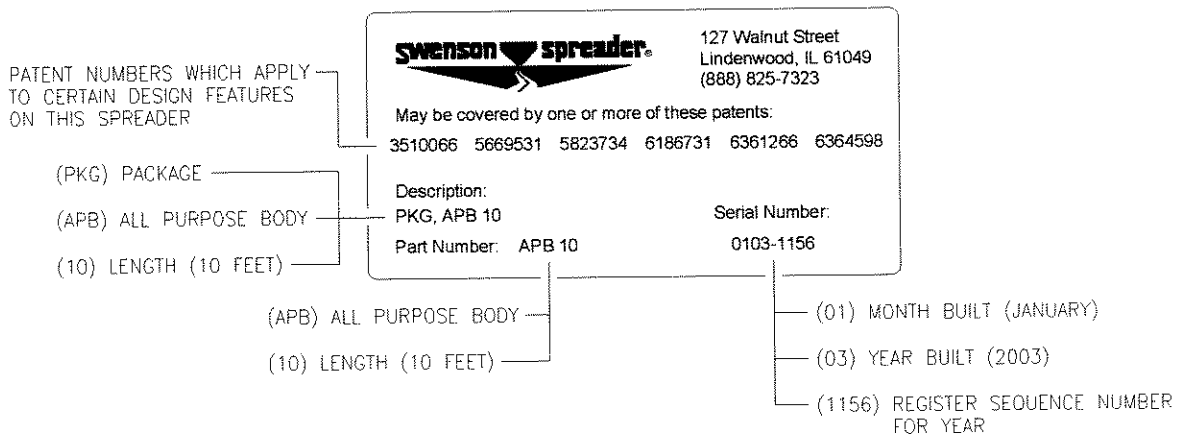 swenson spreader®
127 Walnut Street
Lindenwood, IL 61049
(888) 825-7323
PATENT NUMBERS WHICH APPLY
TO CERTAIN DESIGN FEATURES
ON THIS SPREADER
May be covered by one or more of these patents:
3510066 5669531 5823734 6186731 6361266 6364598
(PKG) PACKAGE
(APB) ALL PURPOSE BODY
(10) LENGTH (10 FEET)
Description:
PKG, APB 10
Part Number: APB 10
Serial Number:
0103-1156
(APB) ALL PURPOSE BODY
(10) LENGTH (10 FEET)
(01) MONTH BUILT (JANUARY)
(03) YEAR BUILT (2003)
(1156) REGISTER SEQUENCE NUMBER
FOR YEAR